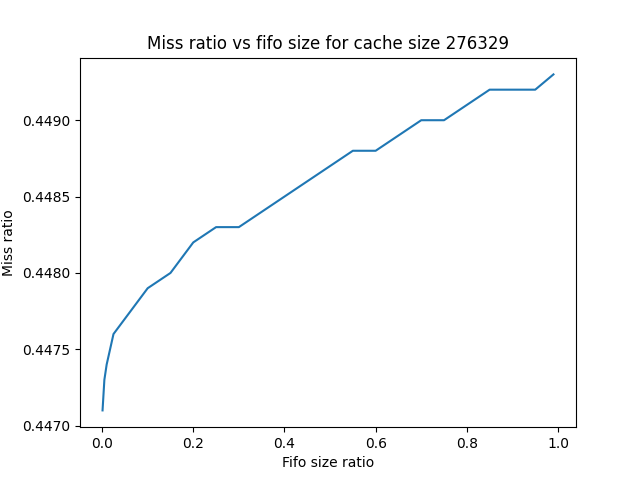 Miss ratio vs fifo size for cache size 276329
Miss ratio
0.4490
0.4485
0.4480
0.4475
0.4470
0.0 0.2 0.4 0.6 0.8 1.0
Fifo size ratio